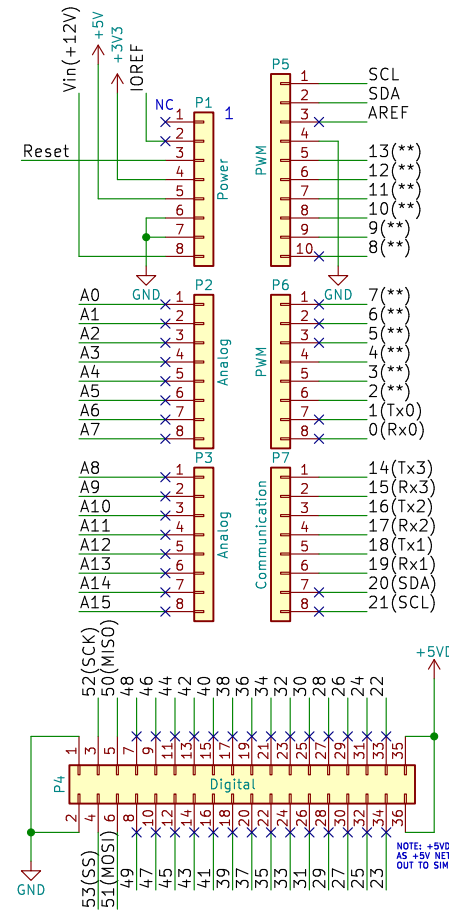 Vin(+12V)
+5V
+3V3
IOREF
NC
P1
1
1
2
Reset
3
4
5
6
7
8
Power
GND
P5
1 SCL
2 SDA
3 AREF
4
5 13(**)
6 12(**)
7 11(**)
8 10(**)
9 9(**)
10 8(**)
PWM
GND
P2
A0 1
A1 2
A2 3
A3 4
A4 5
A5 6
A6 7
A7 8
Analog
P6
1 7(**)
2 6(**)
3 5(**)
4 4(**)
5 3(**)
6 2(**)
7 1(Tx0)
8 0(Rx0)
PWM
P3
A8 1
A9 2
A10 3
A11 4
A12 5
A13 6
A14 7
A15 8
Analog
P7
1 14(Tx3)
2 15(Rx3)
3 16(Tx2)
4 17(Rx2)
5 18(Tx1)
6 19(Rx1)
7 20(SDA)
8 21(SCL)
Communication
52(SCK) 50(MISO) 48 46 44 42 40 38 36 34 32 30 28 26 24 22
+5VD
1 3 5 7 9 11 13 15 17 19 21 23 25 27 29 31 33 35
P4
Digital
2 4 6 8 10 12 14 16 18 20 22 24 26 28 30 32 34 36
53(SS) 51(MOSI) 49 47 45 43 41 39 37 35 33 31 29 27 25 23
GND
NOTE: +5VD
AS +5V NET
OUT TO SIM